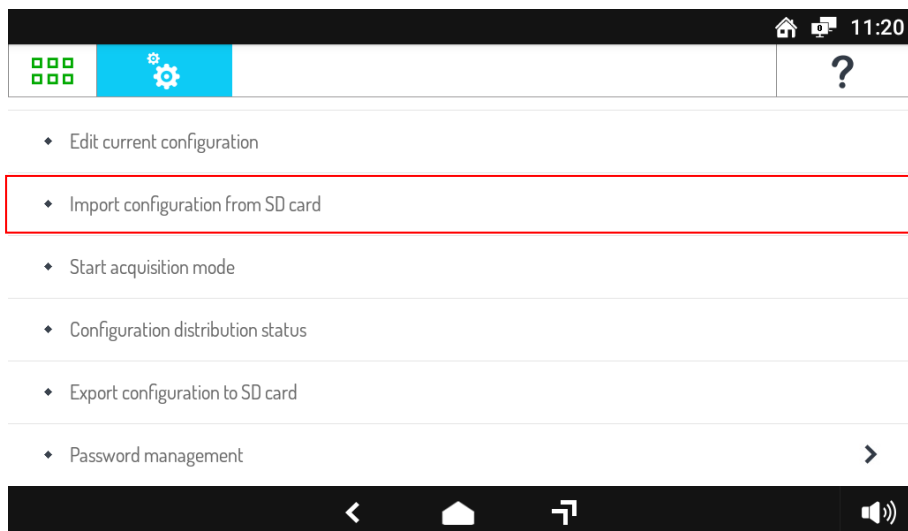 11:20
?
Edit current configuration
Import configuration from SD card
Start acquisition mode
Configuration distribution status
Export configuration to SD card
Password management